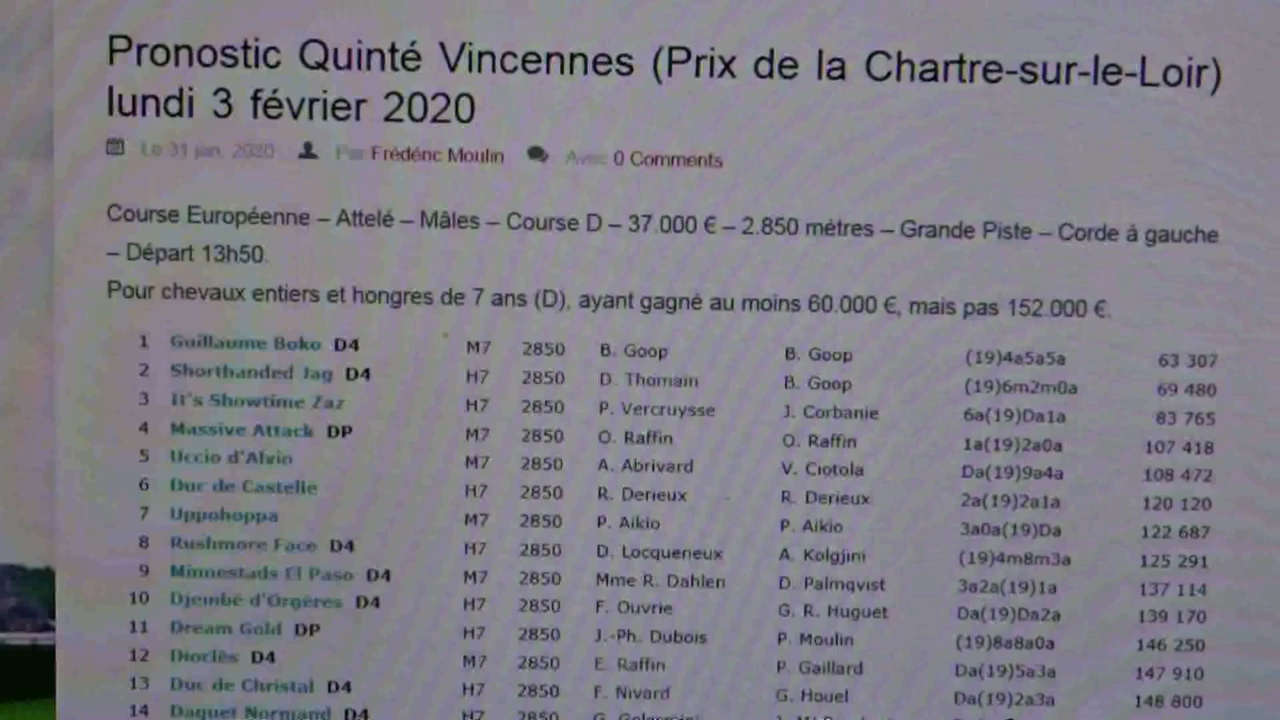 Pronostic Quinté Vincennes (Prix de la Chartre-sur-le-Loir)
lundi 3 février 2020
Le 31 jan, 2020 Par Frédéric Moulin Avec 0 Comments
Course Européenne – Attelé – Mâles – Course D – 37.000 € – 2.850 mètres – Grande Piste – Corde à gauche
– Départ 13h50.
Pour chevaux entiers et hongres de 7 ans (D), ayant gagné au moins 60.000 €, mais pas 152.000 €.
1 Guillaume Boko D4 M7 2850 B. Goop B. Goop (19)4a5a5a 63 307
2 Shorthanded Jag D4 H7 2850 D. Thomain B. Goop (19)6m2m0a 69 480
3 It's Showtime Zaz H7 2850 P. Vercruysse J. Corbanie 6a(19)Da1a 83 765
4 Massive Attack DP M7 2850 O. Raffin O. Raffin 1a(19)2a0a 107 418
5 Uccio d'Alvio M7 2850 A. Abrivard V. Ciotola Da(19)9a4a 108 472
6 Duc de Castelle H7 2850 R. Derieux R. Derieux 2a(19)2a1a 120 120
7 Uppohoppa M7 2850 P. Aikio P. Aikio 3a0a(19)Da 122 687
8 Rushmore Face D4 H7 2850 D. Locqueneux A. Kolgjini (19)4m8m3a 125 291
9 Minnestads El Paso D4 M7 2850 Mme R. Dahlen D. Palmqvist 3a2a(19)1a 137 114
10 Djembé d'Orgères D4 H7 2850 F. Ouvrie G. R. Huguet Da(19)Da2a 139 170
11 Dream Gold DP H7 2850 J.-Ph. Dubois P. Moulin (19)8a8a0a 146 250
12 Dioclès D4 M7 2850 E. Raffin P. Gaillard Da(19)5a3a 147 910
13 Duc de Christal D4 H7 2850 F. Nivard G. Houel Da(19)2a3a 148 800
14 Daguet Normand D4 H7 2850